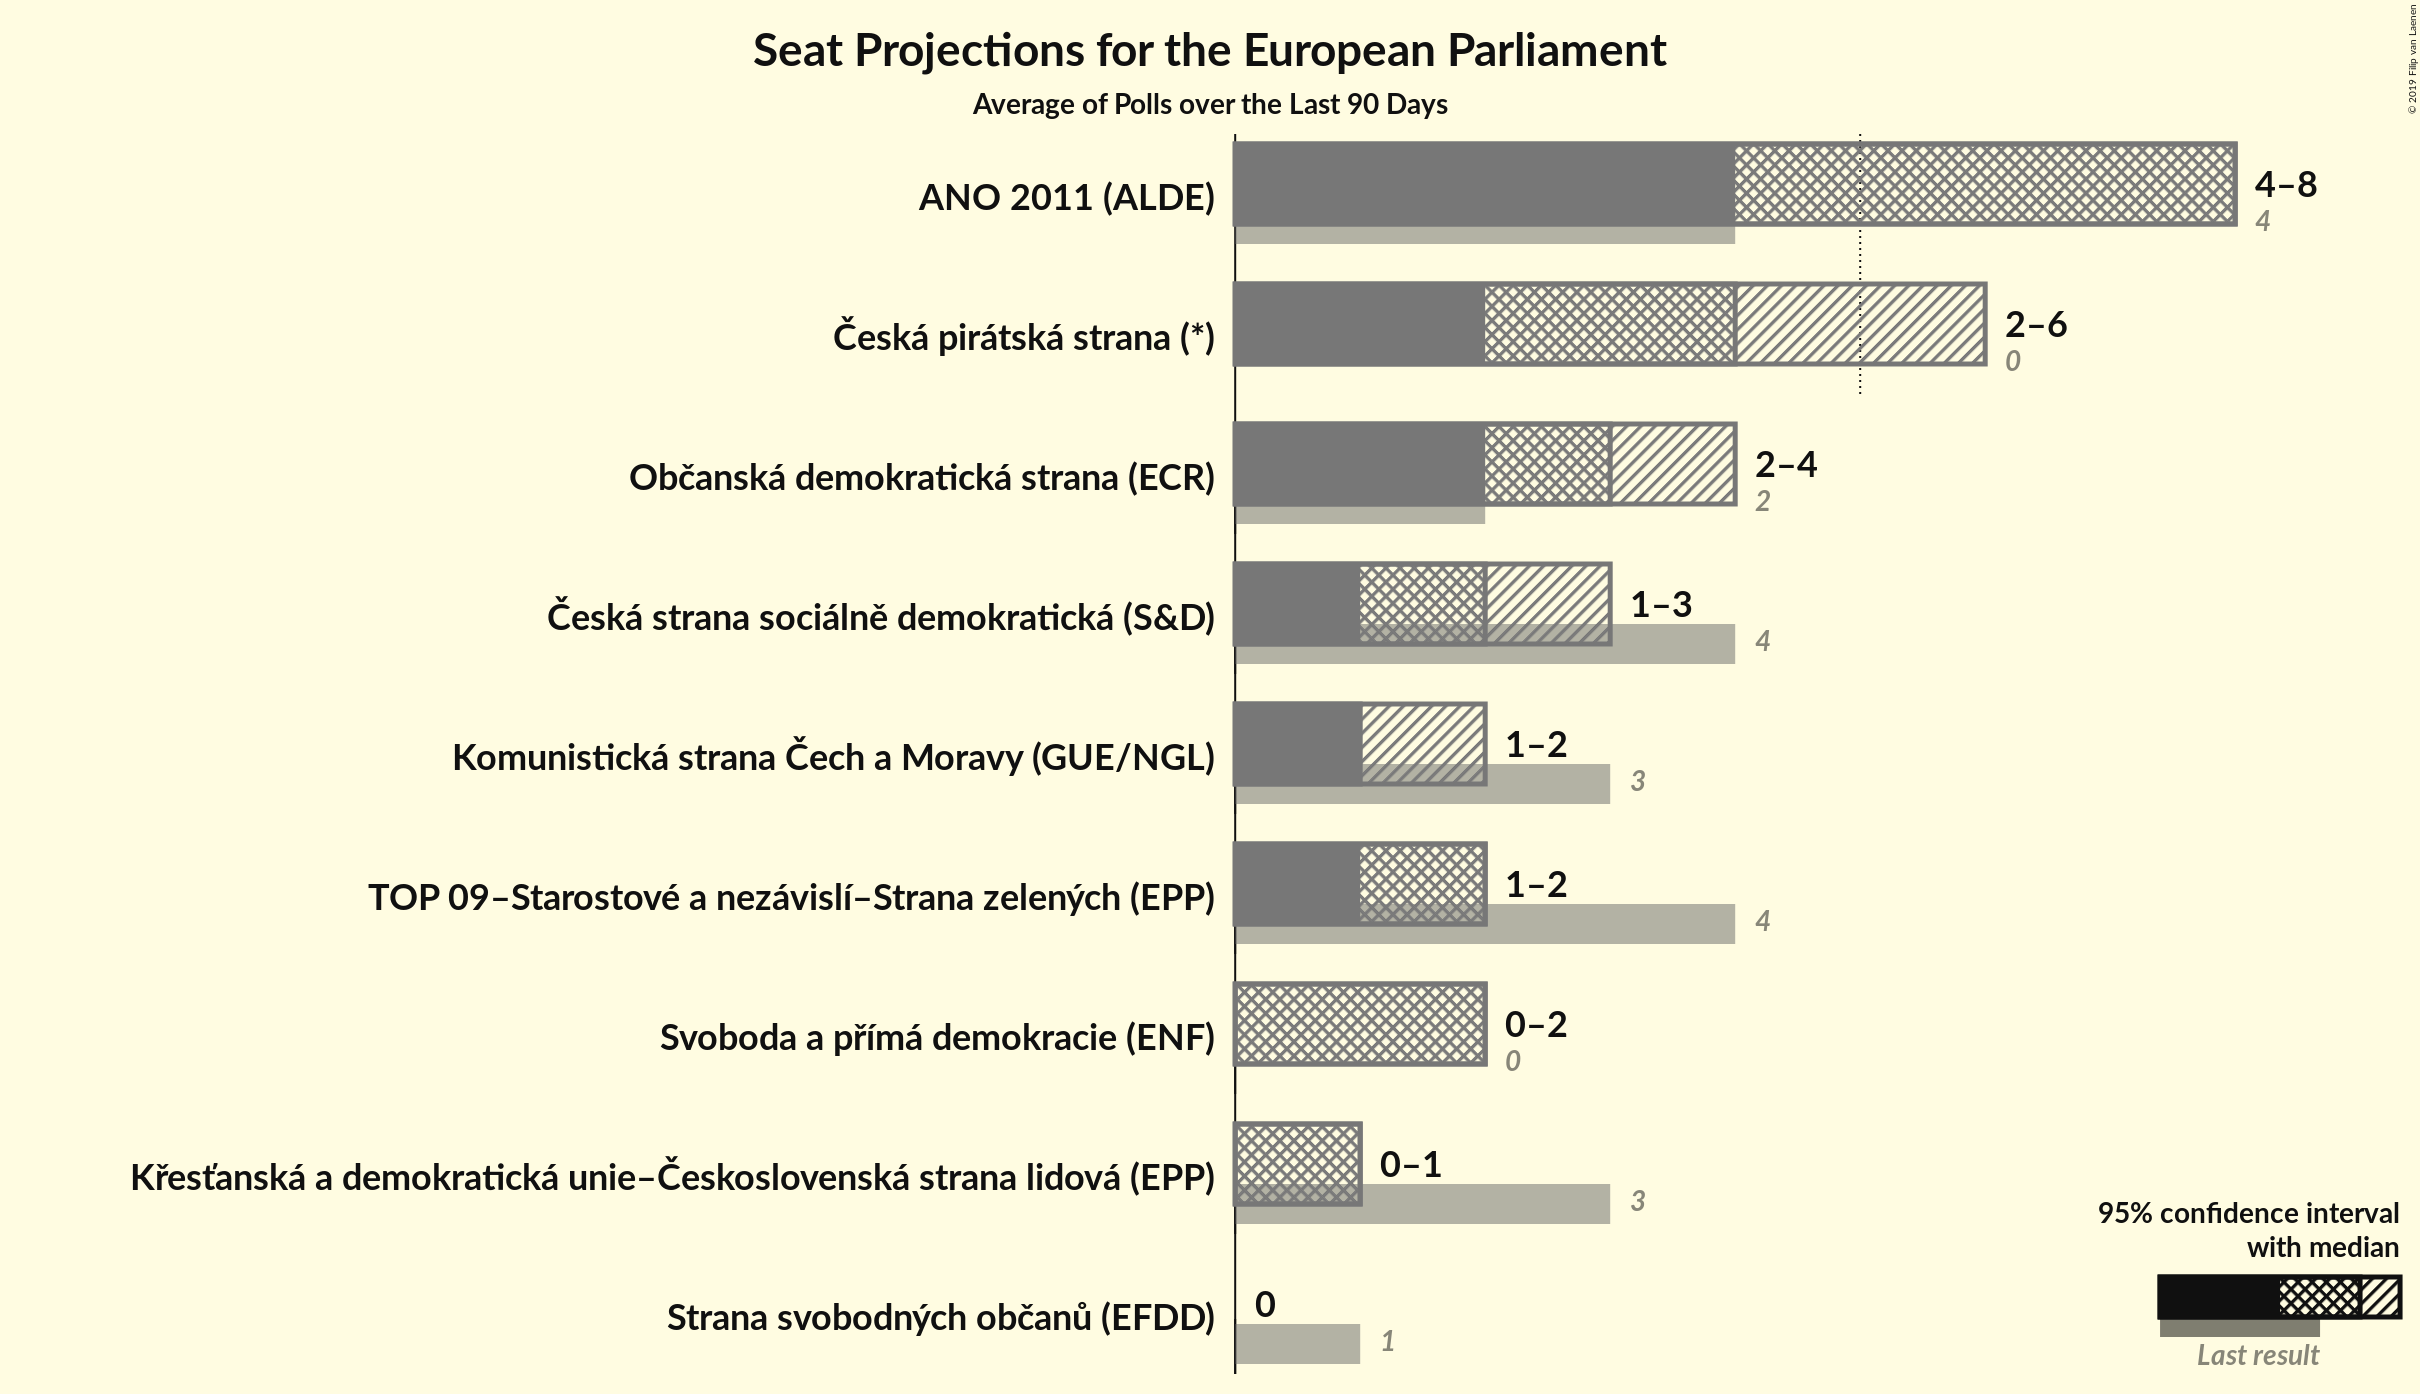 Seat Projections for the European Parliament
Average of Polls over the Last 90 Days
© 2019 Filip van Laenen
ANO 2011 (ALDE)
4–8
4
Česká pirátská strana (*)
2–6
0
Občanská demokratická strana (ECR)
2–4
2
Česká strana sociálně demokratická (S&D)
1–3
4
Komunistická strana Čech a Moravy (GUE/NGL)
1–2
3
TOP 09–Starostové a nezávislí–Strana zelených (EPP)
1–2
4
Svoboda a přímá demokracie (ENF)
0–2
0
Křesťanská a demokratická unie–Československá strana lidová (EPP)
0–1
3
Strana svobodných občanů (EFDD)
0
1
95% confidence interval
with median
Last result